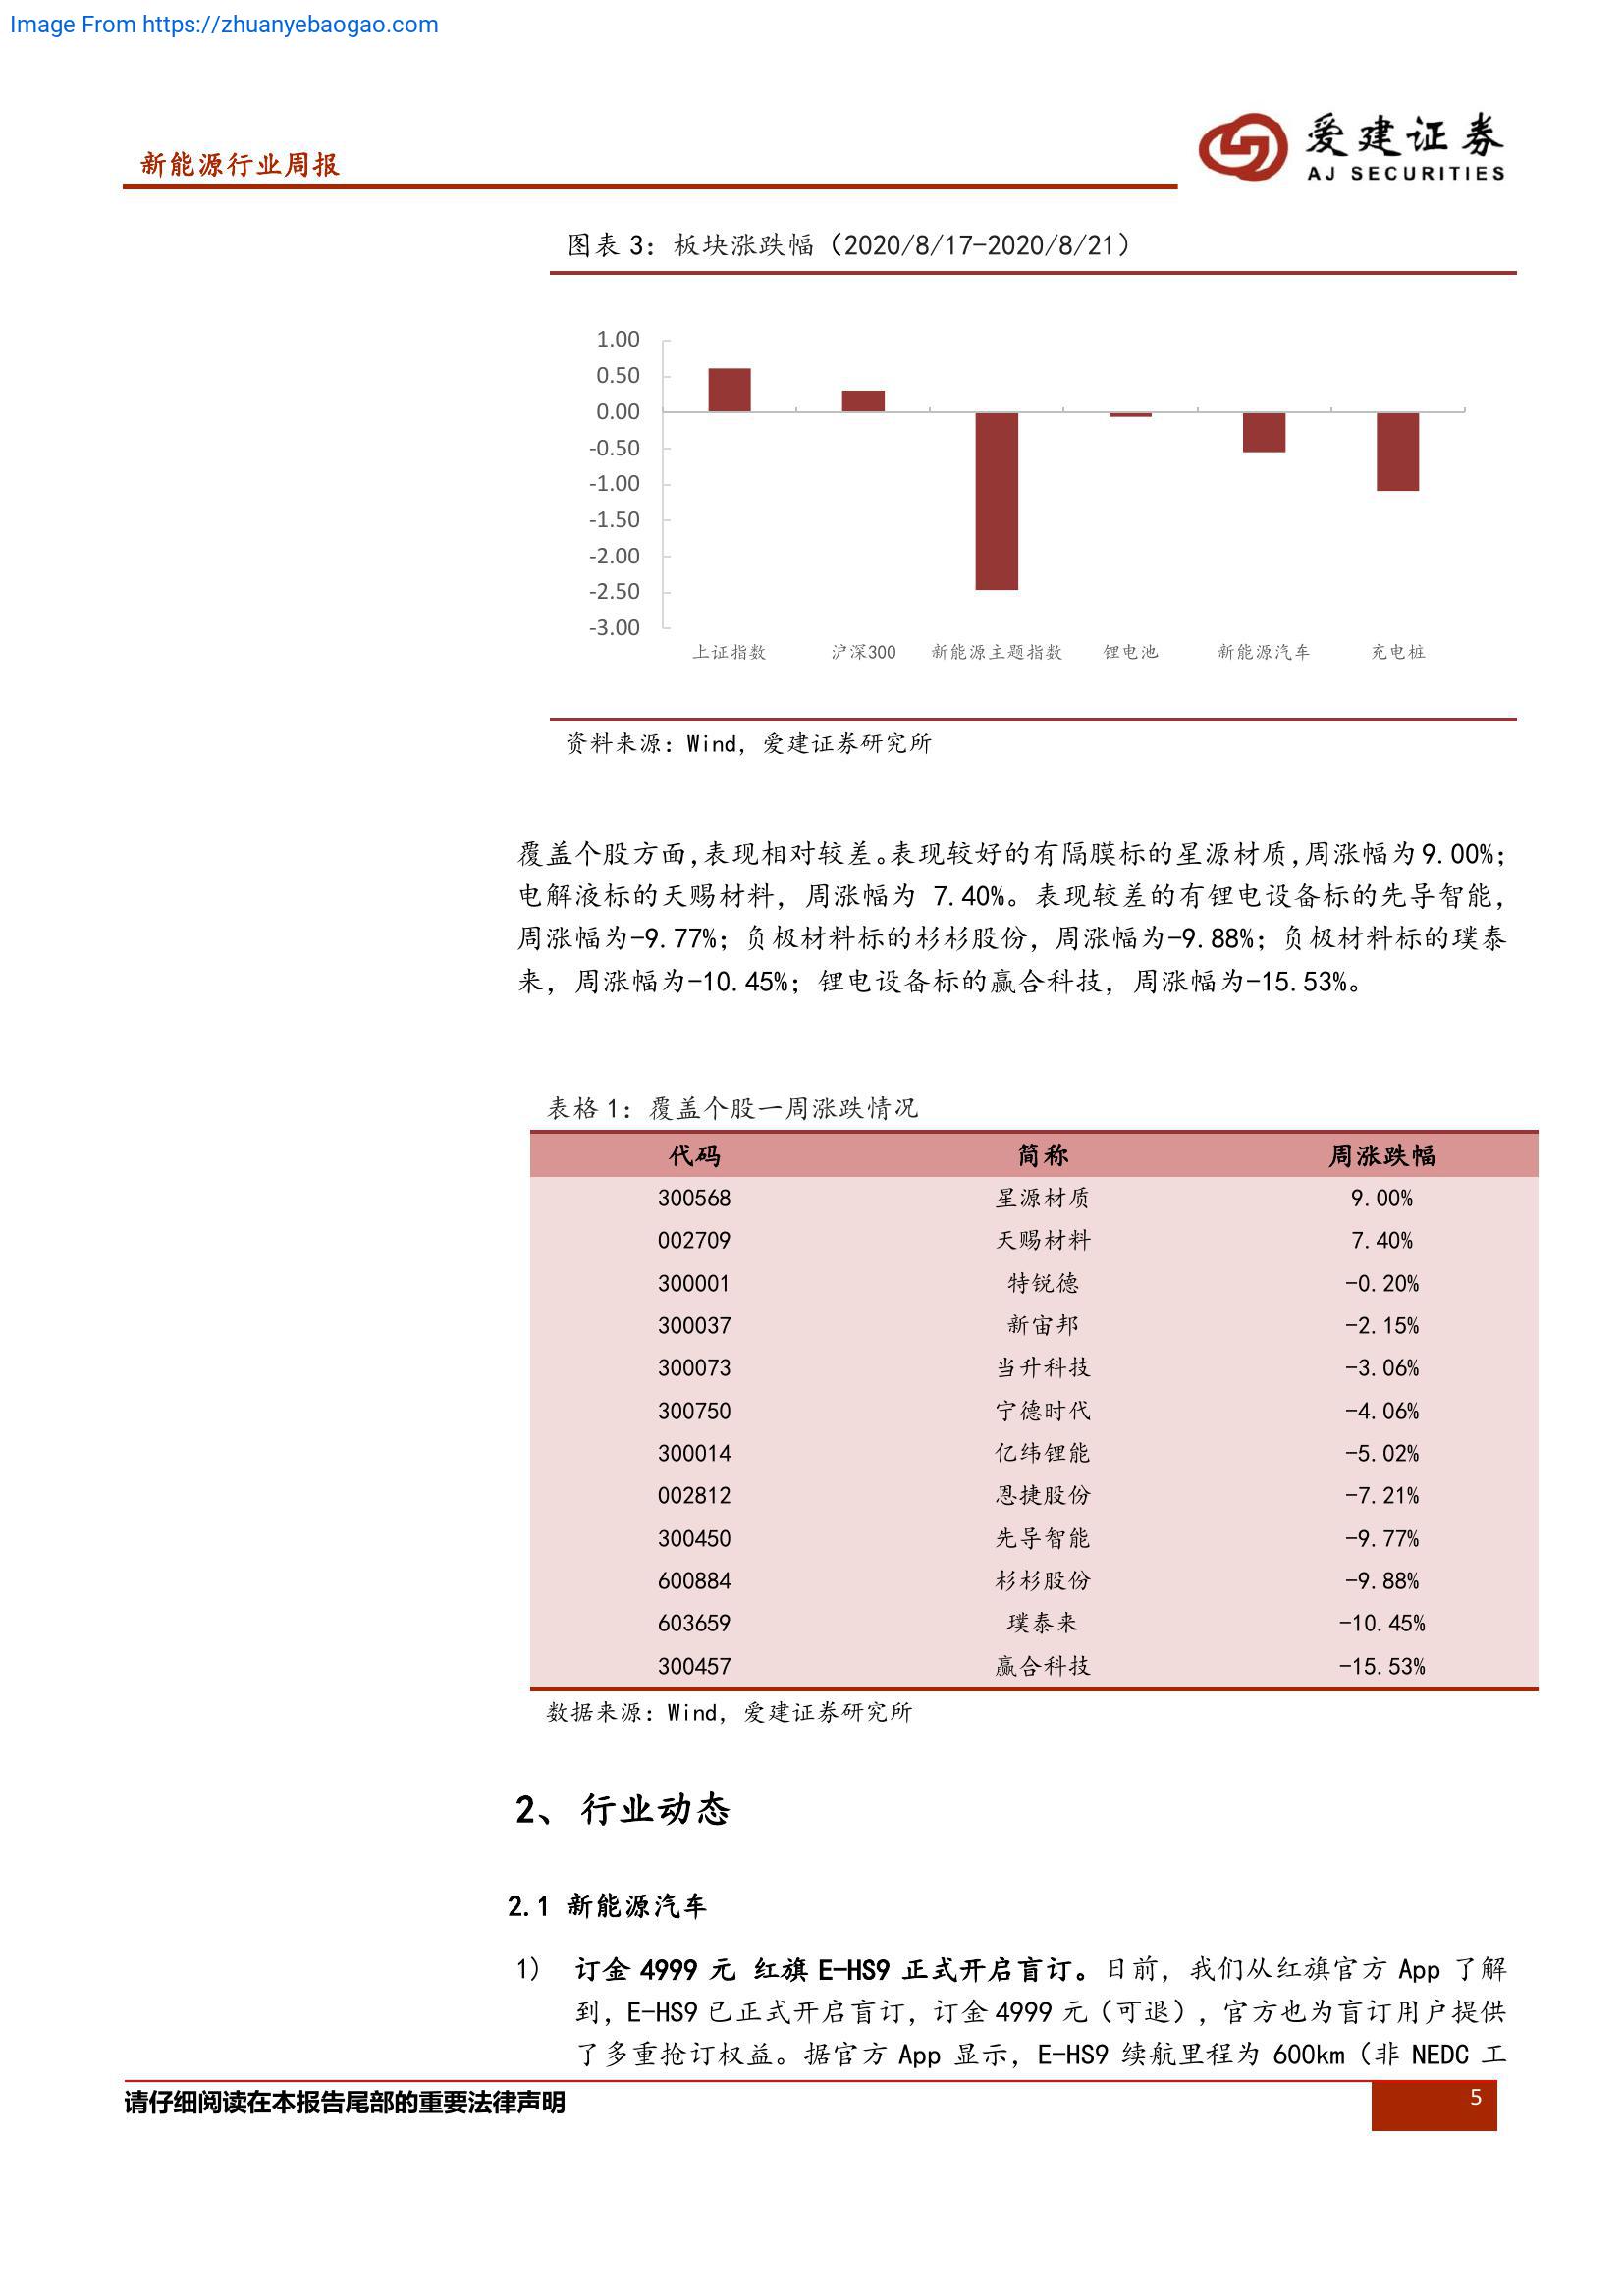 Image From https://zhuanyebaogao.com
新能源行业周报
爱建证券
AJ SECURITIES
图表 3：板块涨跌幅（2020/8/17-2020/8/21）
1.00
0.50
0.00
-0.50
-1.00
-1.50
-2.00
-2.50
-3.00
上证指数 沪深300 新能源主题指数 锂电池 新能源汽车 充电桩
资料来源：Wind，爱建证券研究所
覆盖个股方面，表现相对较差。表现较好的有隔膜标的星源材质，周涨幅为9.00%；
电解液标的天赐材料，周涨幅为 7.40%。表现较差的有锂电设备标的先导智能，
周涨幅为-9.77%；负极材料标的杉杉股份，周涨幅为-9.88%；负极材料标的璞泰
来，周涨幅为-10.45%；锂电设备标的赢合科技，周涨幅为-15.53%。
表格 1：覆盖个股一周涨跌情况
代码 简称 周涨跌幅
300568 星源材质 9.00%
002709 天赐材料 7.40%
300001 特锐德 -0.20%
300037 新宙邦 -2.15%
300073 当升科技 -3.06%
300750 宁德时代 -4.06%
300014 亿纬锂能 -5.02%
002812 恩捷股份 -7.21%
300450 先导智能 -9.77%
600884 杉杉股份 -9.88%
603659 璞泰来 -10.45%
300457 赢合科技 -15.53%
数据来源：Wind，爱建证券研究所
2、 行业动态
2.1 新能源汽车
1） 订金 4999 元 红旗 E-HS9 正式开启盲订。日前，我们从红旗官方 App 了解
到，E-HS9 已正式开启盲订，订金 4999 元（可退），官方也为盲订用户提供
了多重抢订权益。据官方 App 显示，E-HS9 续航里程为 600km（非 NEDC 工
请仔细阅读在本报告尾部的重要法律声明
5